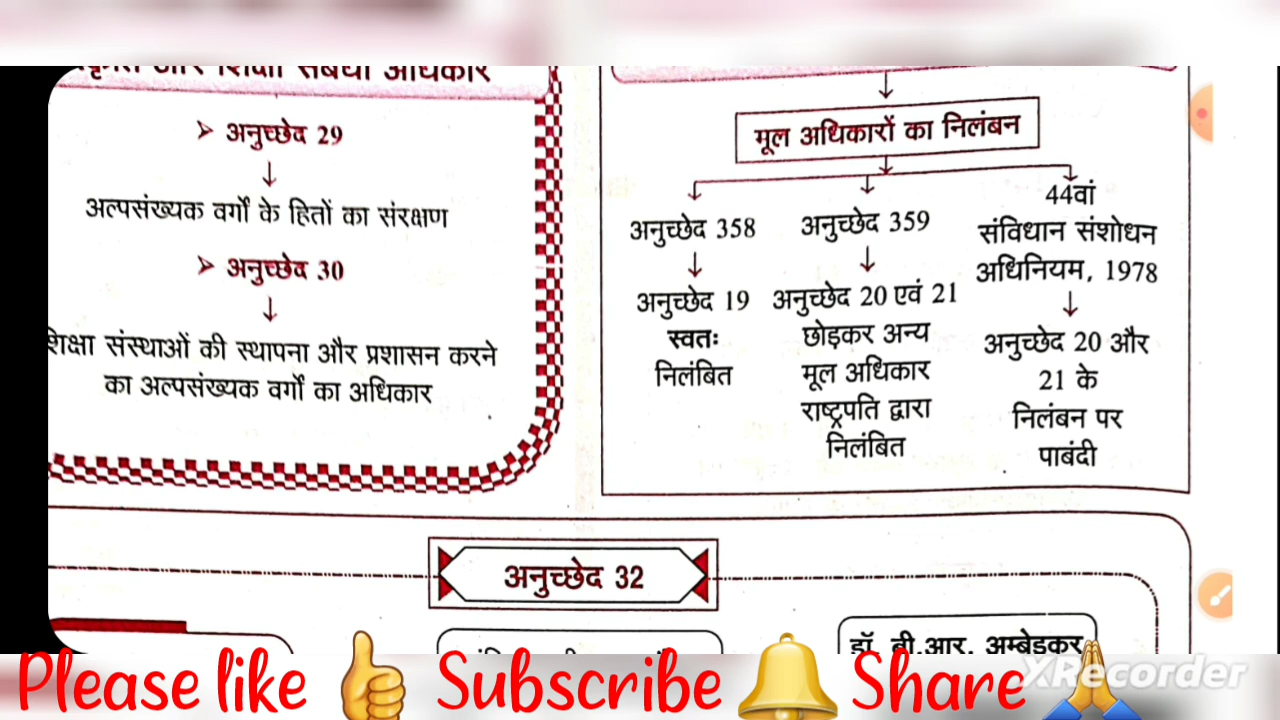 संस्कृति और शिक्षा संबंधी अधिकार
➤ अनुच्छेद 29
अल्पसंख्यक वर्गों के हितों का संरक्षण
➤ अनुच्छेद 30
शिक्षा संस्थाओं की स्थापना और प्रशासन करने
का अल्पसंख्यक वर्गों का अधिकार
मूल अधिकारों का निलंबन
अनुच्छेद 358
अनुच्छेद 19
स्वतः
निलंबित
अनुच्छेद 359
अनुच्छेद 20 एवं 21
छोड़कर अन्य
मूल अधिकार
राष्ट्रपति द्वारा
निलंबित
44वां
संविधान संशोधन
अधिनियम, 1978
अनुच्छेद 20 और
21 के
निलंबन पर
पाबंदी
अनुच्छेद 32
डॉ. बी.आर. अम्बेडकर
Please like Subscribe Share
XRecorder